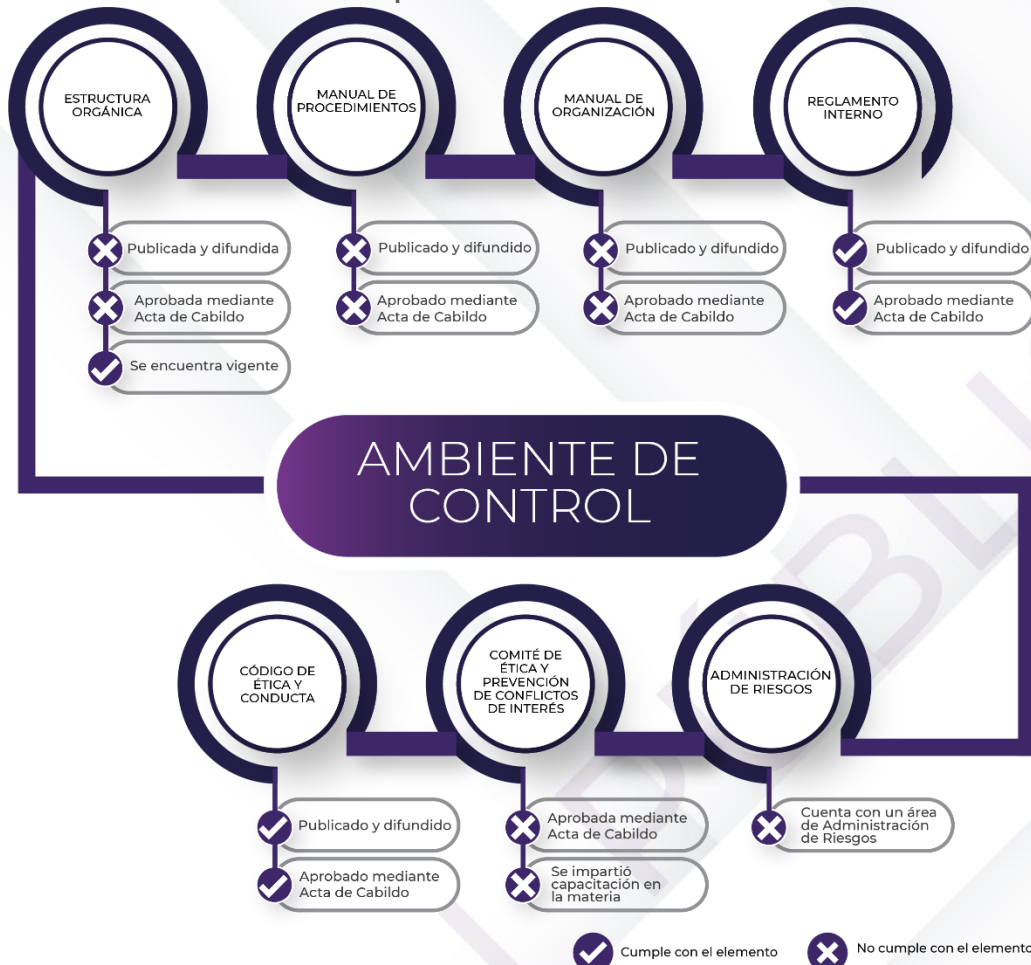 ESTRUCTURA
ORGÁNICA
MANUAL DE
PROCEDIMIENTOS
MANUAL DE
ORGANIZACIÓN
REGLAMENTO
INTERNO
Publicada y difundida
Aprobada mediante
Acta de Cabildo
Se encuentra vigente
Publicado y difundido
Aprobado mediante
Acta de Cabildo
Publicado y difundido
Aprobado mediante
Acta de Cabildo
Publicado y difundido
Aprobado mediante
Acta de Cabildo
AMBIENTE DE
CONTROL
CÓDIGO DE
ÉTICA Y
CONDUCTA
COMITÉ DE
ÉTICA Y
PREVENCIÓN
DE CONFLICTOS
DE INTERÉS
ADMINISTRACIÓN
DE RIESGOS
Publicado y difundido
Aprobado mediante
Acta de Cabildo
Aprobada mediante
Acta de Cabildo
Se impartió
capacitación en
la materia
Cuenta con un área
de Administración
de Riesgos
Cumple con el elemento
No cumple con el elemento